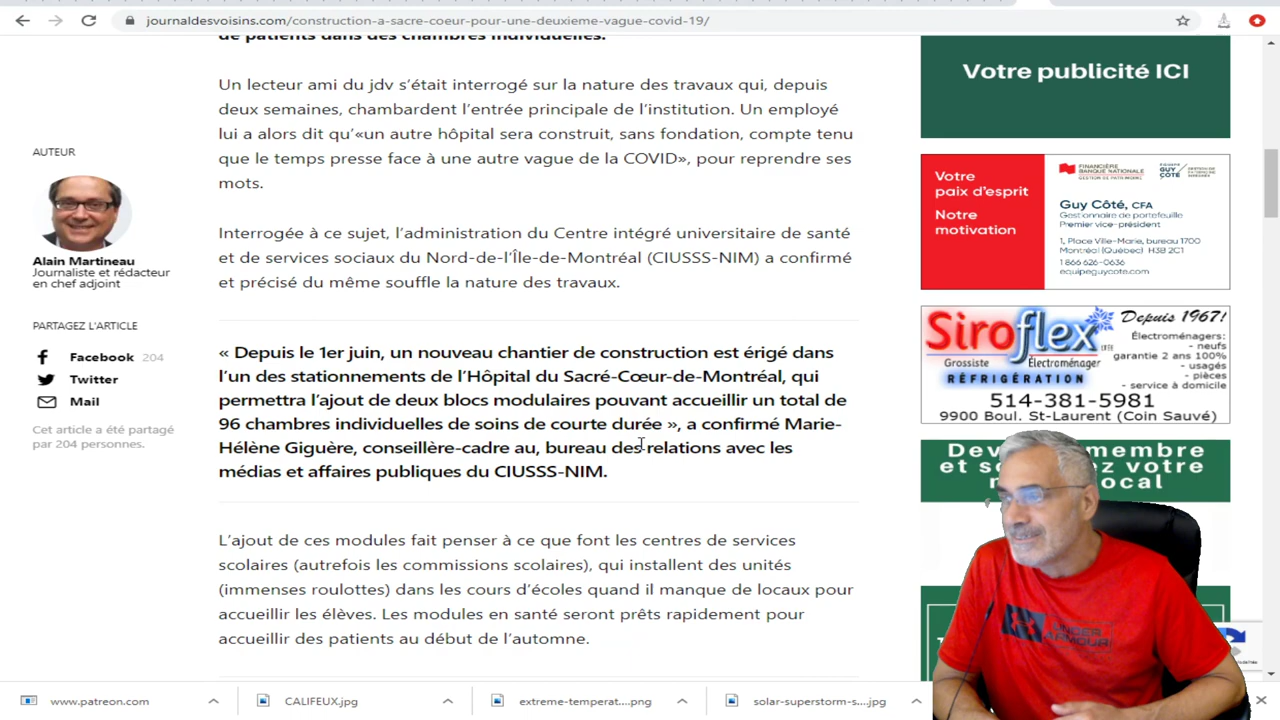 journaldesvoisins.com/construction-a-sacre-coeur-pour-une-deuxieme-vague-covid-19/
de patients dans des chambres individuelles.
Un lecteur ami du jdv s'était interrogé sur la nature des travaux qui, depuis
deux semaines, chambardent l'entrée principale de l'institution. Un employé
lui a alors dit qu'«un autre hôpital sera construit, sans fondation, compte tenu
que le temps presse face à une autre vague de la COVID», pour reprendre ses
mots.
Interrogée à ce sujet, l'administration du Centre intégré universitaire de santé
et de services sociaux du Nord-de-l'Île-de-Montréal (CIUSSS-NIM) a confirmé
et précisé du même souffle la nature des travaux.
« Depuis le 1er juin, un nouveau chantier de construction est érigé dans
l'un des stationnements de l'Hôpital du Sacré-Cœur-de-Montréal, qui
permettra l'ajout de deux blocs modulaires pouvant accueillir un total de
96 chambres individuelles de soins de courte durée », a confirmé Marie-
Hélène Giguère, conseillère-cadre au, bureau des relations avec les
médias et affaires publiques du CIUSSS-NIM.
L'ajout de ces modules fait penser à ce que font les centres de services
scolaires (autrefois les commissions scolaires), qui installent des unités
(immenses roulottes) dans les cours d'écoles quand il manque de locaux pour
accueillir les élèves. Les modules en santé seront prêts rapidement pour
accueillir des patients au début de l'automne.
AUTEUR
Alain Martineau
Journaliste et rédacteur
en chef adjoint
PARTAGEZ L'ARTICLE
Facebook 204
Twitter
Mail
Cet article a été partagé
par 204 personnes.
Votre publicité ICI
Votre
paix d'esprit
Notre
motivation
FINANCIÈRE
BANQUE NATIONALE
GESTION DE PATRIMOINE
GUY
CÔTÉ
Guy Côté, CFA
Gestionnaire de portefeuille
Premier vice-président
1, Place Ville-Marie, bureau 1700
Montréal (Québec) H3B 2C1
1 866 626-0636
equipeguycote.com
Siroflex
Depuis 1967!
Grossiste Électroménager
RÉFRIGÉRATION
Électroménagers:
- neufs
garantie 2 ans 100%
- usagés
- pièces
- service à domicile
514-381-5981
9900 Boul. St-Laurent (Coin Sauvé)
UNDER
ARMOUR
www.patreon.com
CALIFEUX.jpg
extreme-temperat....png
solar-superstorm-s....jpg